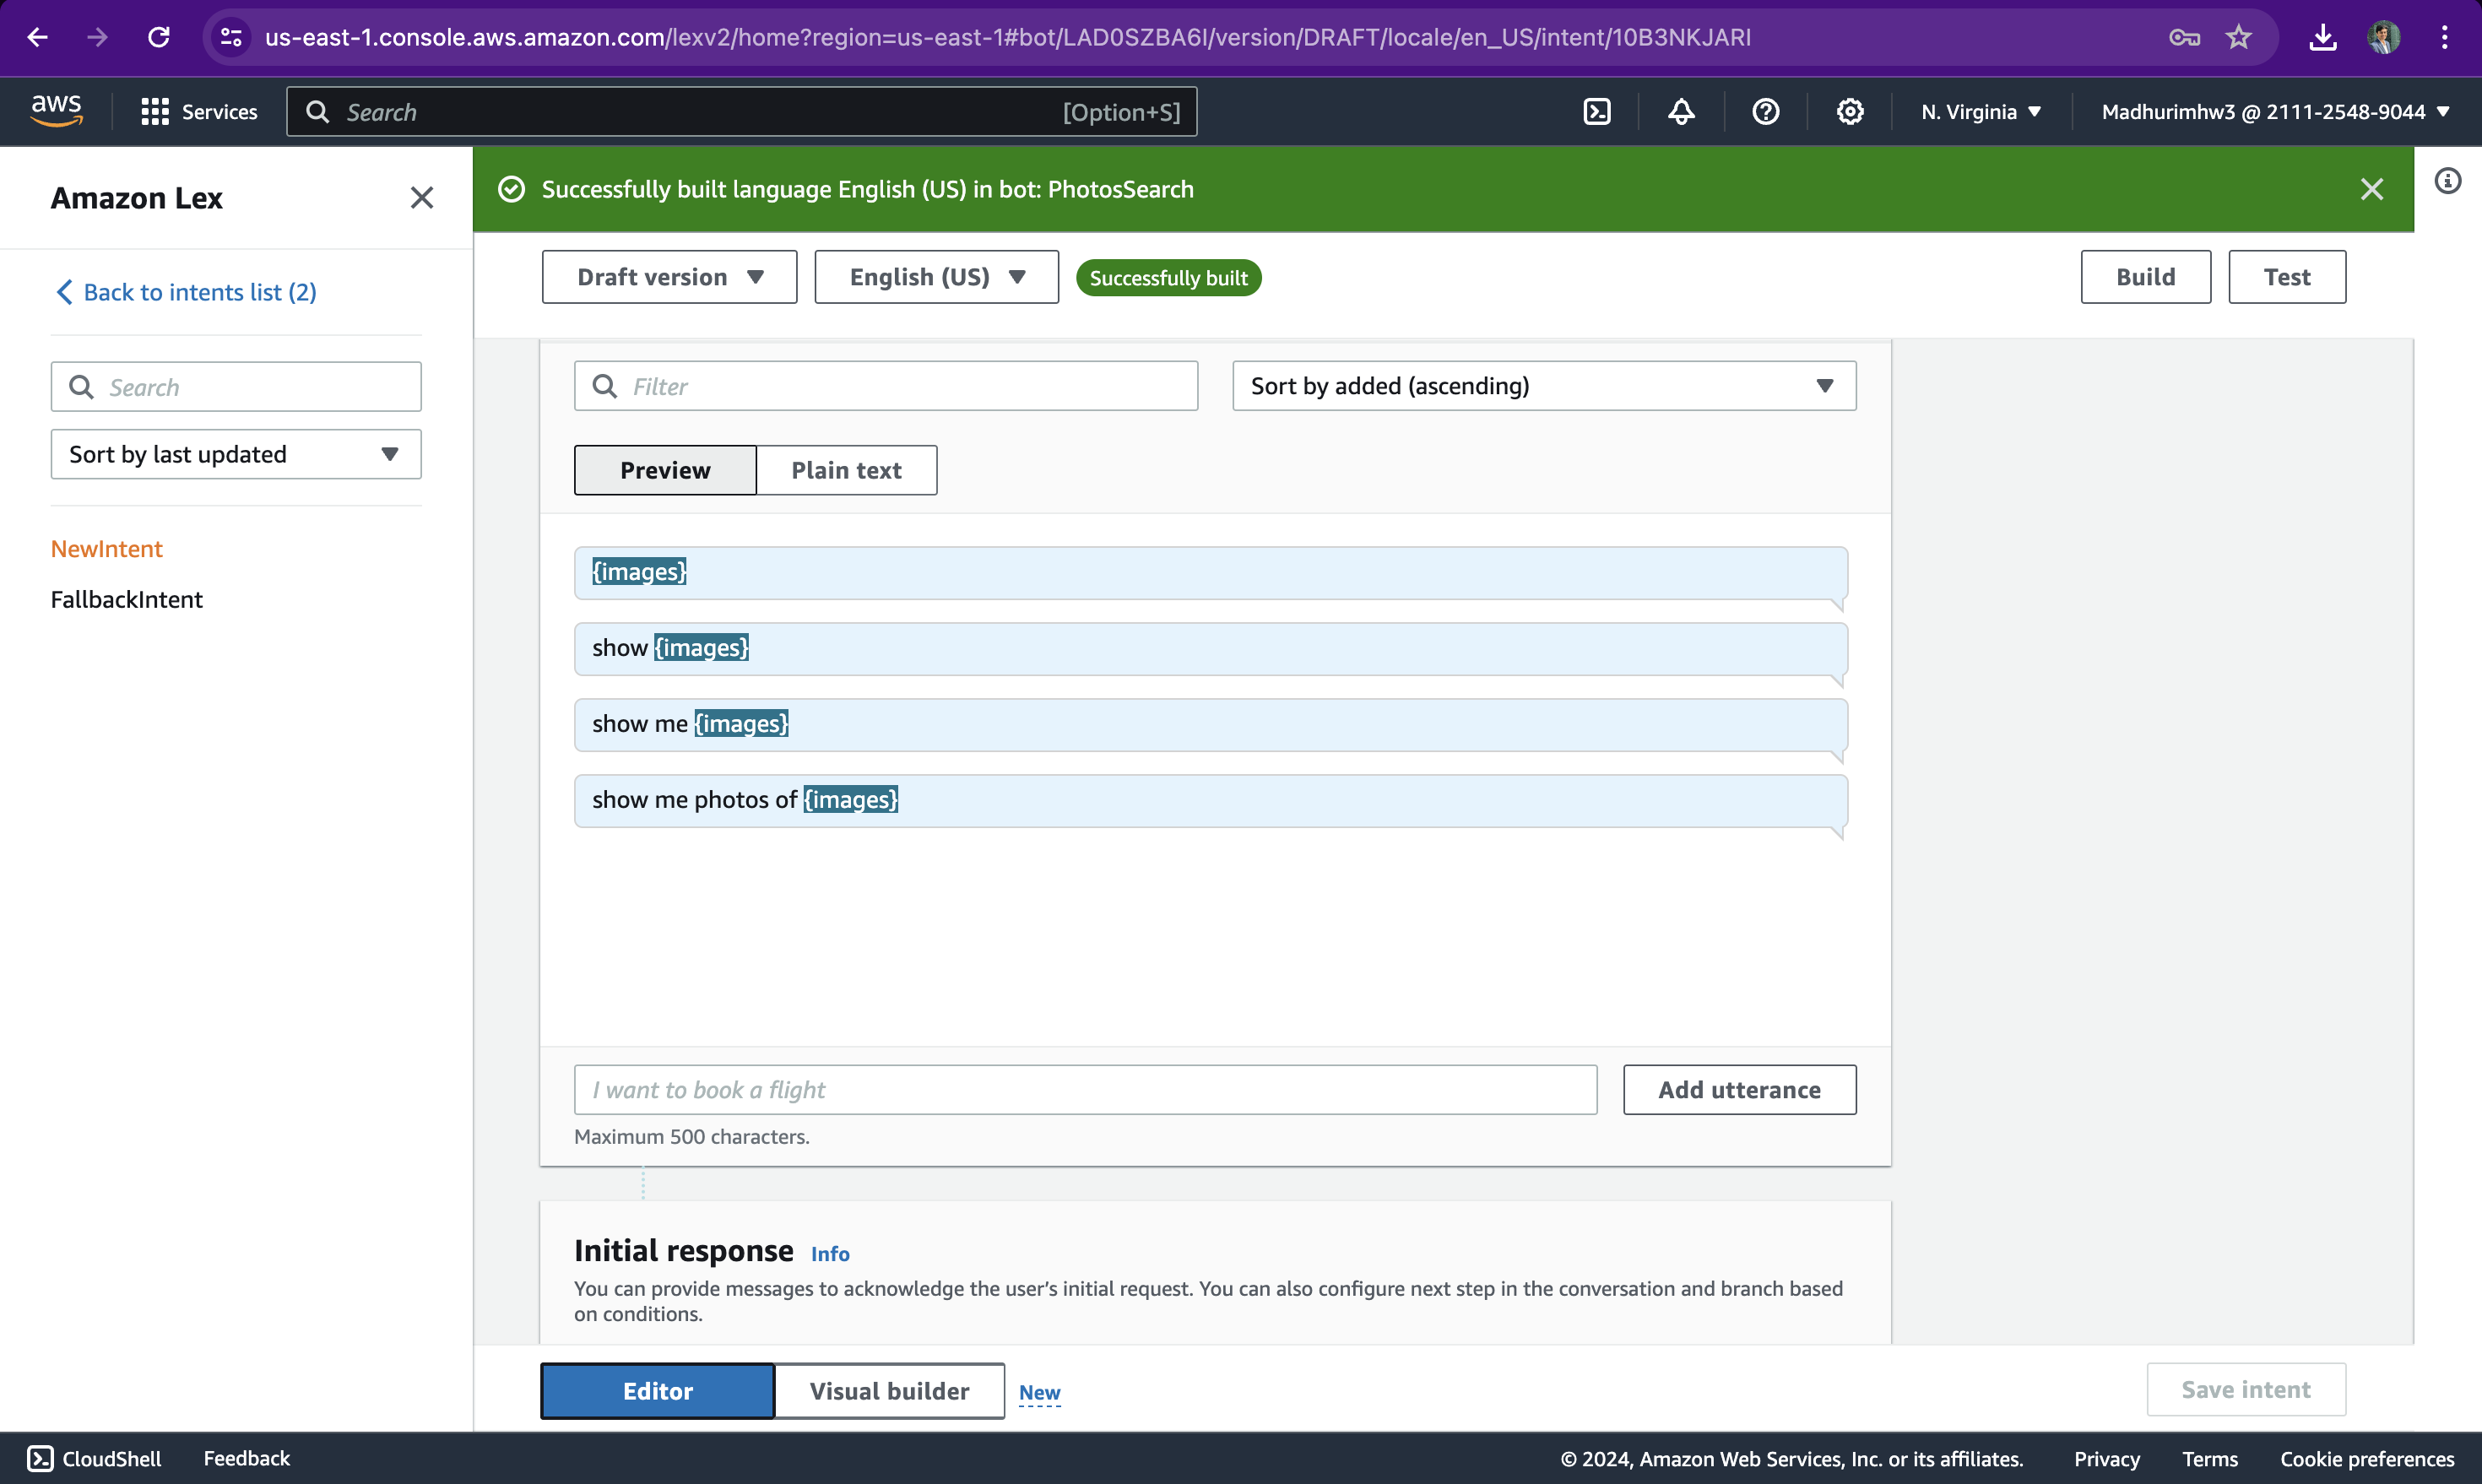 us-east-1.console.aws.amazon.com/lexv2/home?region=us-east-1#bot/LAD0SZBA6I/version/DRAFT/locale/en_US/intent/10B3NKJARI
aws
Services
Search
[Option+S]
N. Virginia
Madhurimhw3 @ 2111-2548-9044
Amazon Lex
Successfully built language English (US) in bot: PhotosSearch
Back to intents list (2)
Draft version
English (US)
Successfully built
Build
Test
Search
Sort by last updated
NewIntent
FallbackIntent
Filter
Sort by added (ascending)
Preview
Plain text
{images}
show {images}
show me {images}
show me photos of {images}
I want to book a flight
Add utterance
Maximum 500 characters.
Initial response Info
You can provide messages to acknowledge the user's initial request. You can also configure next step in the conversation and branch based
on conditions.
Editor
Visual builder
New
Save intent
CloudShell
Feedback
© 2024, Amazon Web Services, Inc. or its affiliates.
Privacy
Terms
Cookie preferences